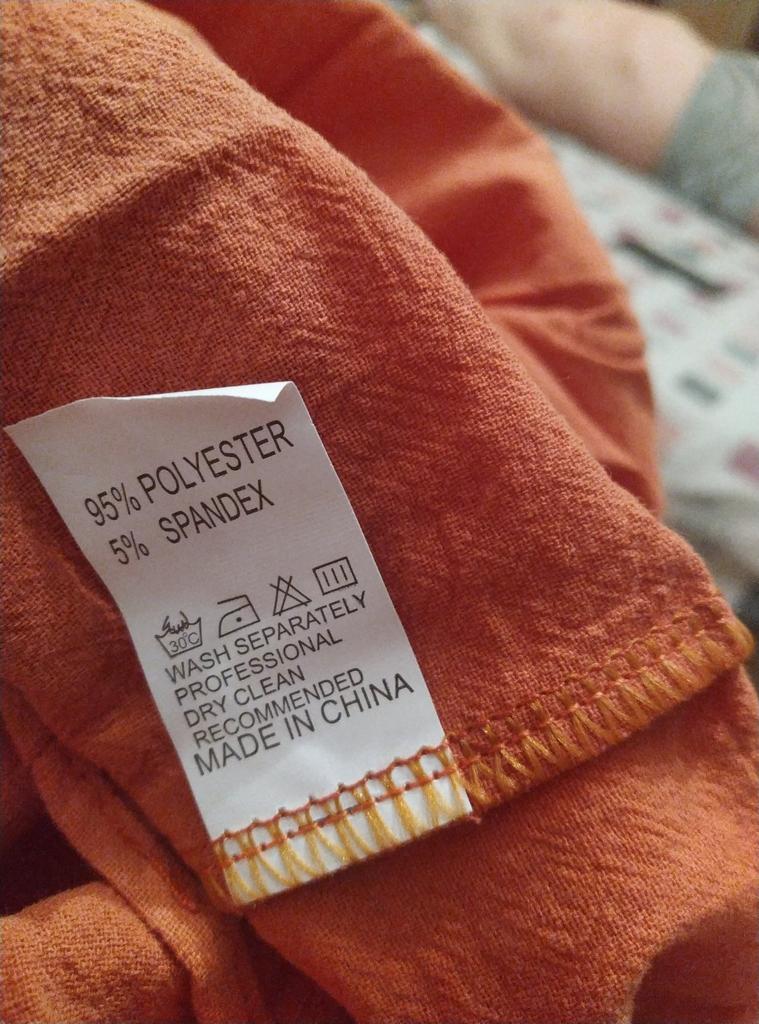 95% POLYESTER
5% SPANDEX
30°C
WASH SEPARATELY
PROFESSIONAL
DRY CLEAN
RECOMMENDED
MADE IN CHINA